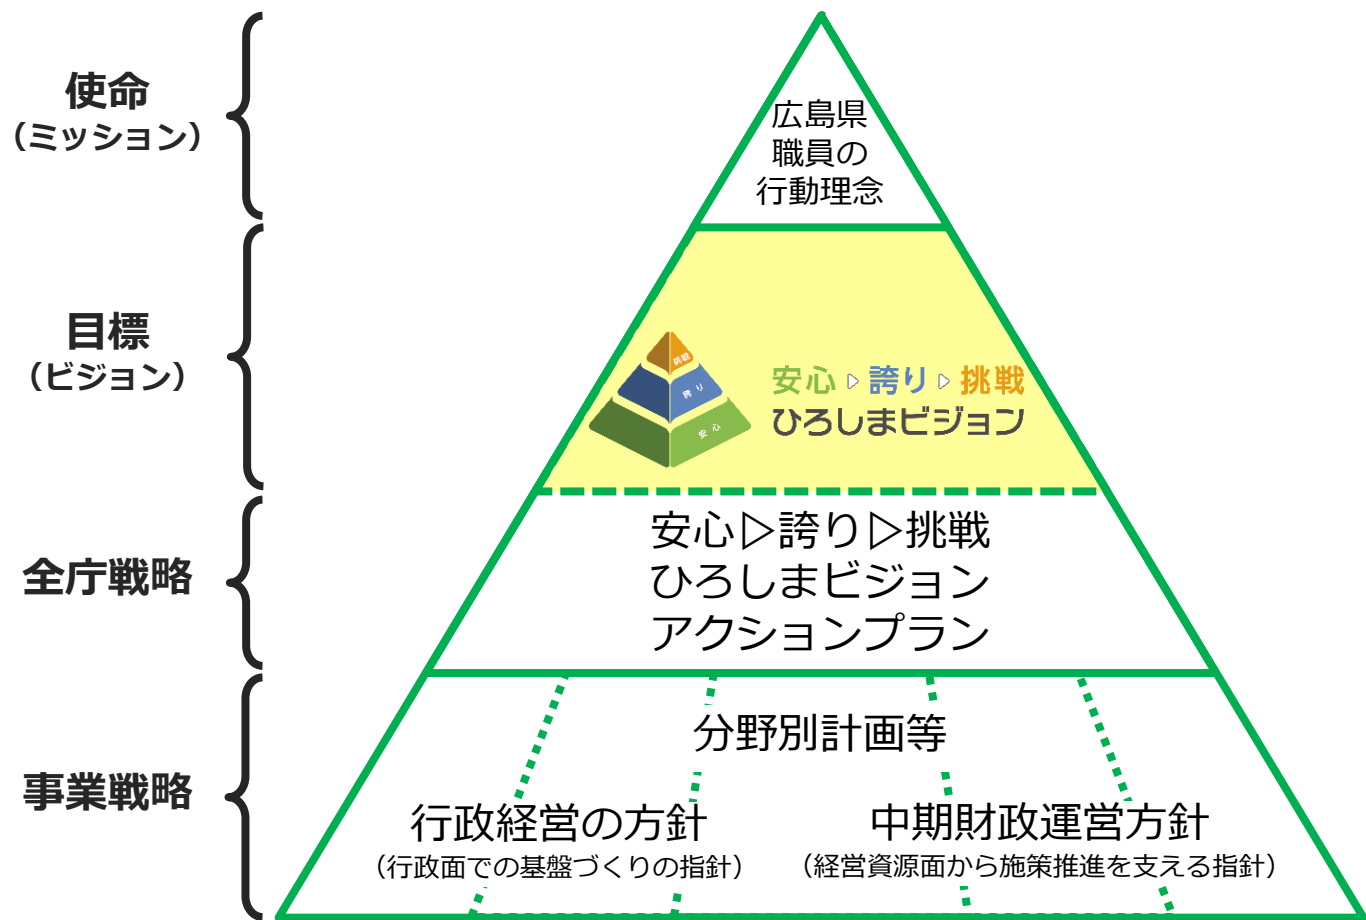 使命
（ミッション）
広島県
職員の
行動理念
目標
（ビジョン）
挑戦
誇り
安心
安心▷誇り▷挑戦
ひろしまビジョン
全庁戦略
安心▷誇り▷挑戦
ひろしまビジョン
アクションプラン
事業戦略
分野別計画等
行政経営の方針
（行政面での基盤づくりの指針）
中期財政運営方針
（経営資源面から施策推進を支える指針）